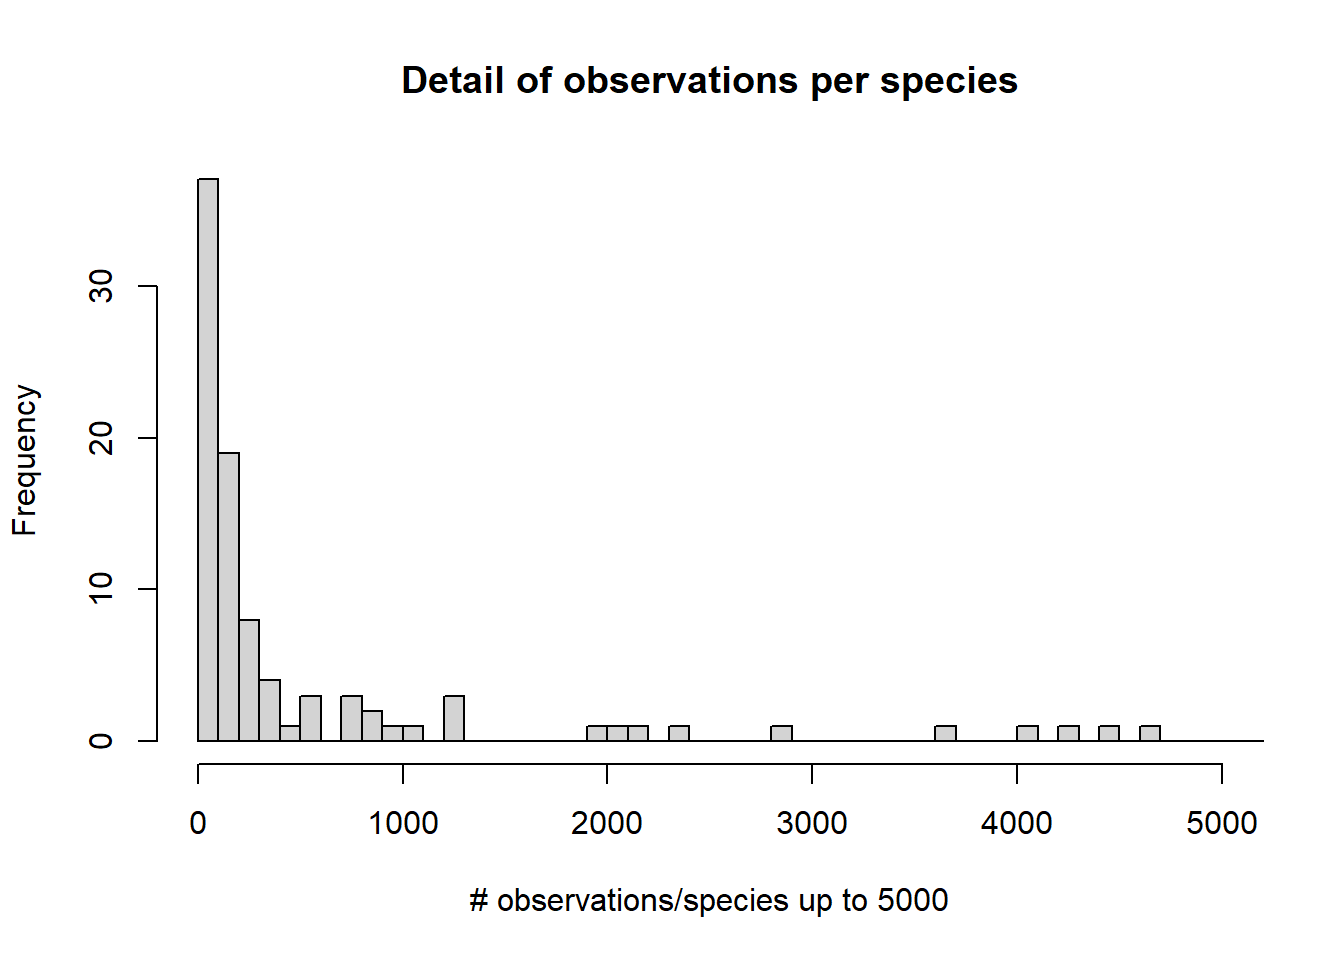 Detail of observations per species
Frequency
30
20
10
0
0 1000 2000 3000 4000 5000
# observations/species up to 5000